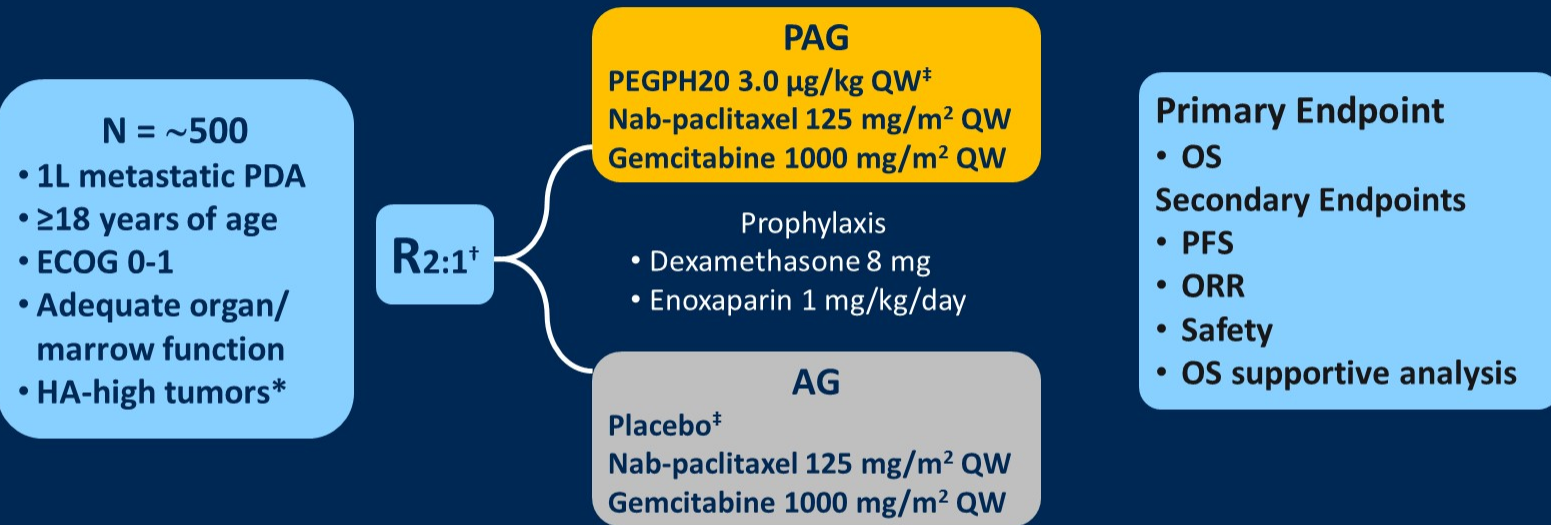 N = ~500
• 1L metastatic PDA
• ≥18 years of age
• ECOG 0-1
• Adequate organ/
marrow function
• HA-high tumors*
R2:1†
PAG
PEGPH20 3.0 µg/kg QW‡
Nab-paclitaxel 125 mg/m² QW
Gemcitabine 1000 mg/m² QW
Prophylaxis
• Dexamethasone 8 mg
• Enoxaparin 1 mg/kg/day
AG
Placebo‡
Nab-paclitaxel 125 mg/m² QW
Gemcitabine 1000 mg/m² QW
Primary Endpoint
• OS
Secondary Endpoints
• PFS
• ORR
• Safety
• OS supportive analysis